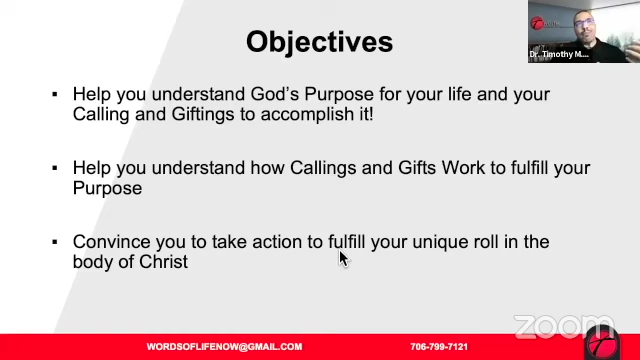 Objectives
Dr. Timothy M....
▪ Help you understand God's Purpose for your life and your
Calling and Giftings to accomplish it!
▪ Help you understand how Callings and Gifts Work to fulfill your
Purpose
▪ Convince you to take action to fulfill your unique roll in the
body of Christ
zoom
WORDSOFLIFENOW@GMAIL.COM
706-799-7121